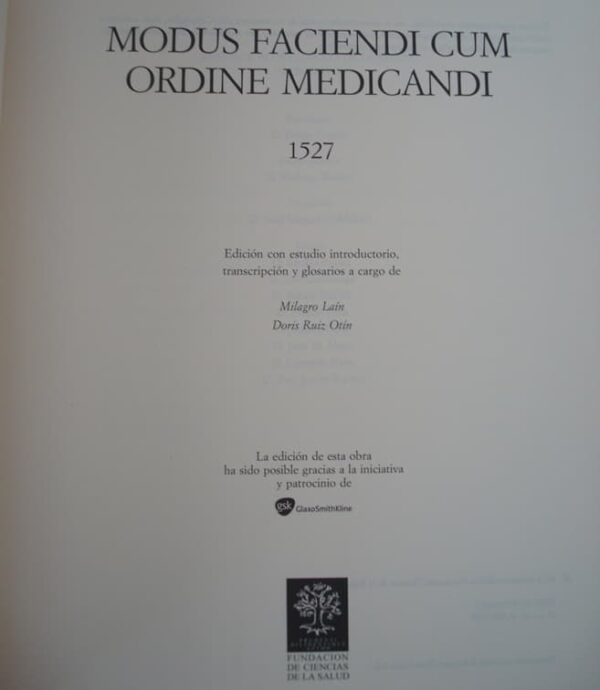 MODUS FACIENDI CUM
ORDINE MEDICANDI
1527
Edición con estudio introductorio,
transcripción y glosarios a cargo de
Milagro Laín
Doris Ruiz Otín
La edición de esta obra
ha sido posible gracias a la iniciativa
y patrocinio de
gsk GlaxoSmithKline
FUNDACION
DE CIENCIAS
DE LA SALUD